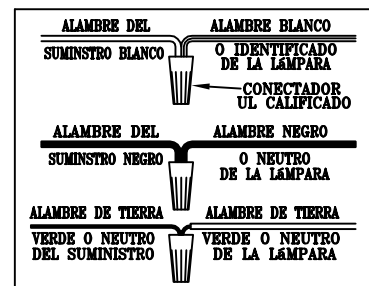 ALAMBRE DEL ALAMBRE BLANCO
SUMINSTRO BLANCO O IDENTIFICADO
DE LA LáMPARA
CONECTADOR
UL CALIFICADO
ALAMBRE DEL ALAMBRE NEGRO
SUMINSTRO NEGRO O NEUTRO
DE LA LáMPARA
ALAMBRE DE TIERRA ALAMBRE DE TIERRA
VERDE O NEUTRO VERDE O NEUTRO
DEL SUMINISTRO DE LA LáMPARA